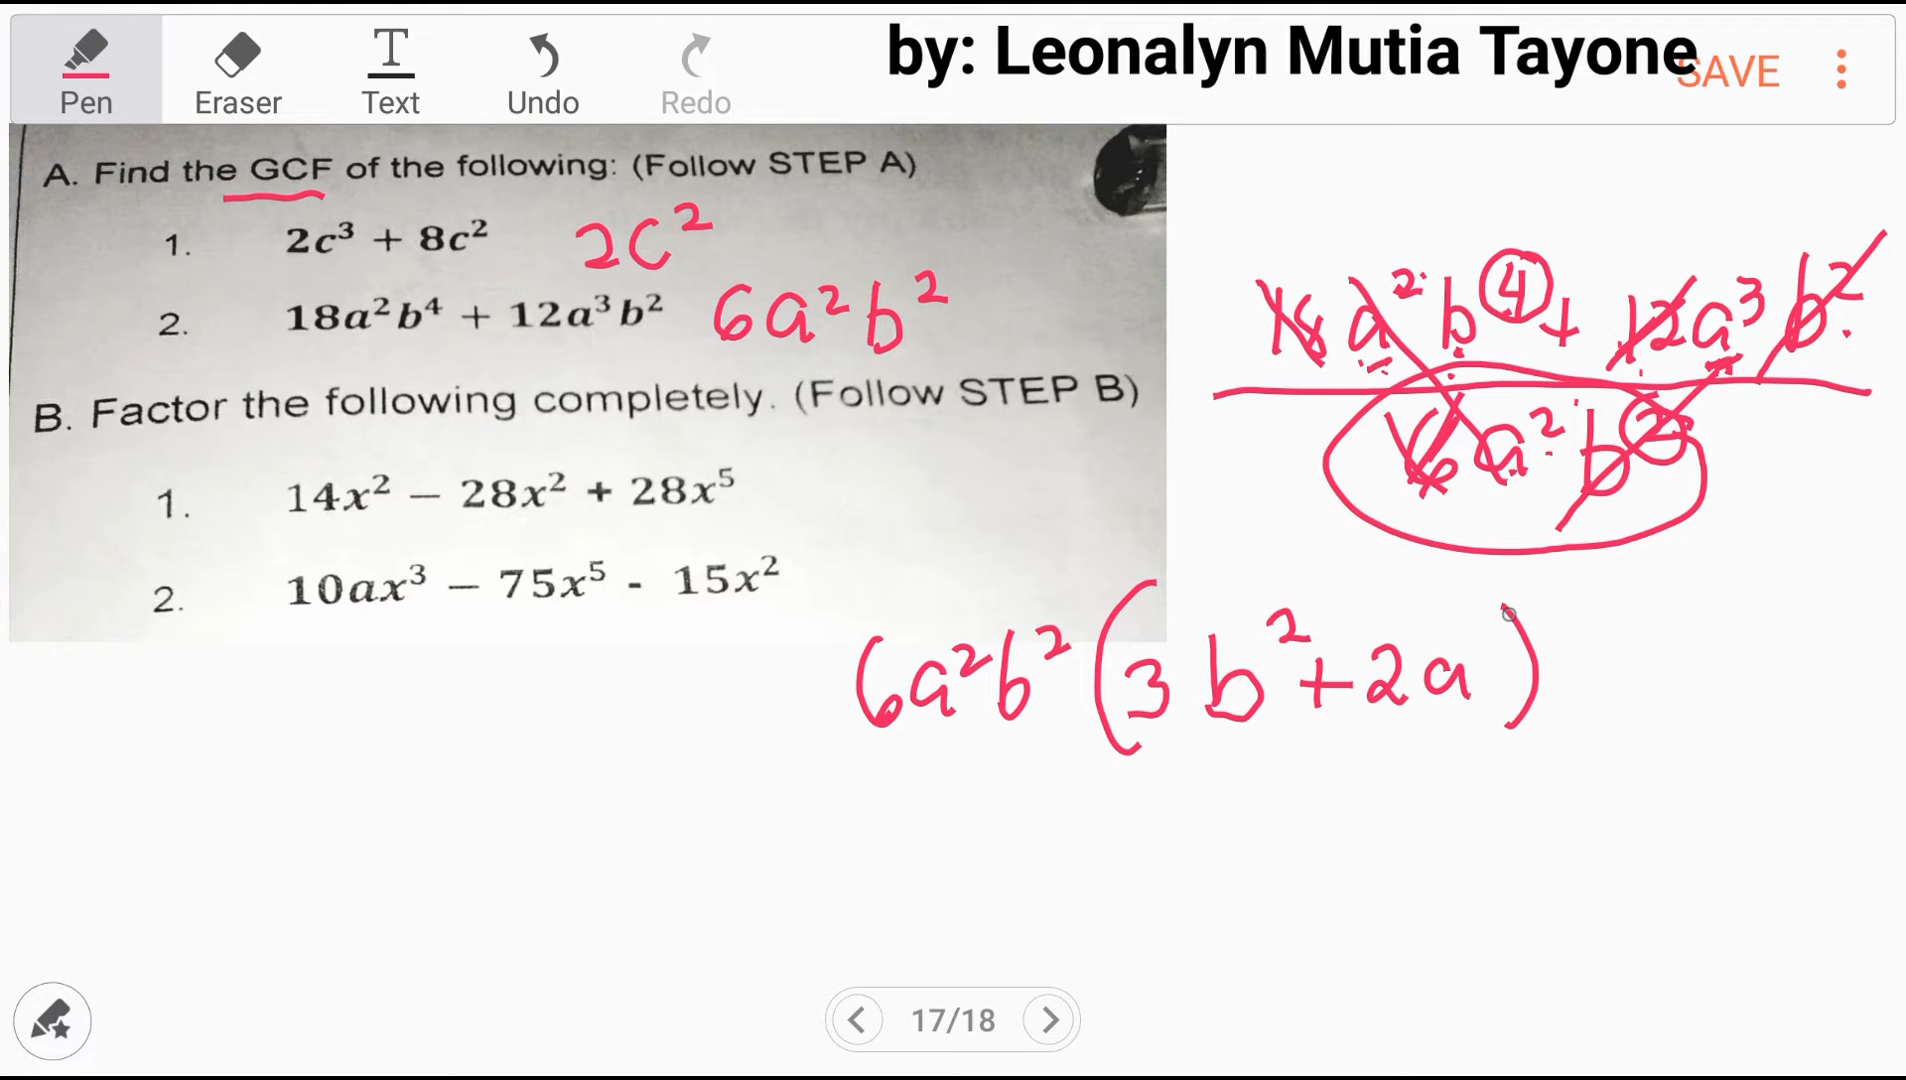 by: Leonalyn Mutia Tayone
SAVE
Pen
Eraser
Text
Undo
Redo
A. Find the GCF of the following: (Follow STEP A)
1. 2c³ + 8c² 2c²
2. 18a²b⁴ + 12a³b² 6a²b²
18a²b⁴ + 12a³b²
6a²b²
B. Factor the following completely. (Follow STEP B)
1. 14x² – 28x² + 28x⁵
2. 10ax³ – 75x⁵ - 15x²
6a²b²(3b²+2a)
17/18